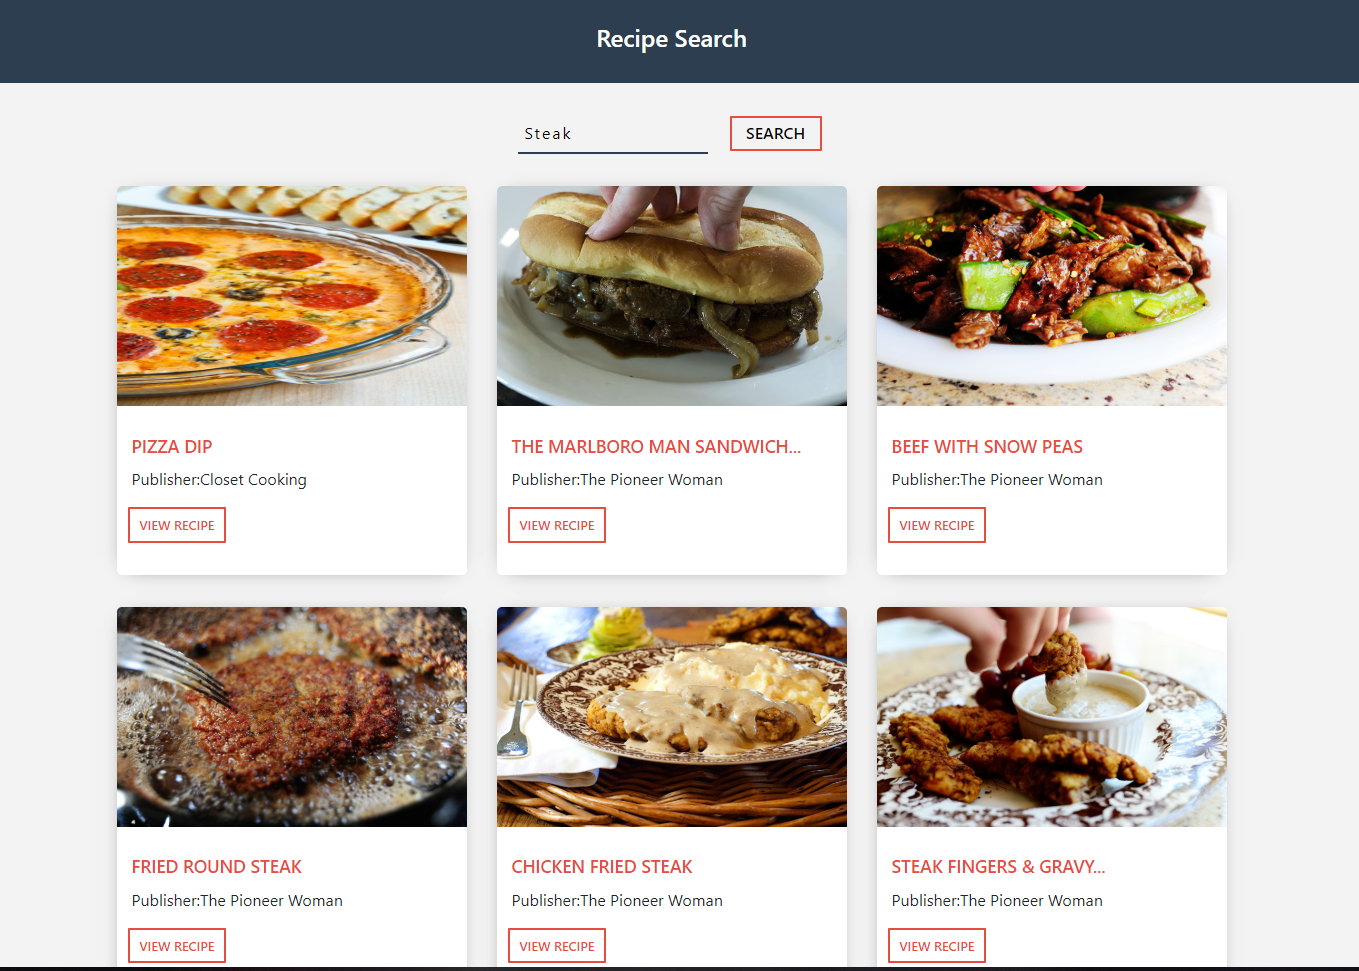 Recipe Search
Steak
SEARCH
PIZZA DIP
Publisher:Closet Cooking
VIEW RECIPE
THE MARLBORO MAN SANDWICH...
Publisher:The Pioneer Woman
VIEW RECIPE
BEEF WITH SNOW PEAS
Publisher:The Pioneer Woman
VIEW RECIPE
FRIED ROUND STEAK
Publisher:The Pioneer Woman
VIEW RECIPE
CHICKEN FRIED STEAK
Publisher:The Pioneer Woman
VIEW RECIPE
STEAK FINGERS & GRAVY...
Publisher:The Pioneer Woman
VIEW RECIPE